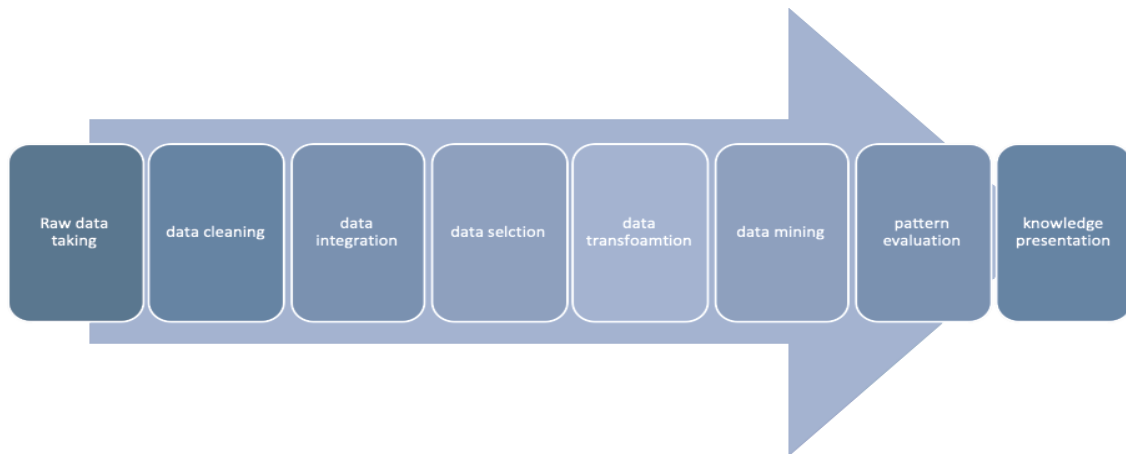 Raw data
taking
data cleaning
data
integration
data selction
data
transfoamtion
data mining
pattern
evaluation
knowledge
presentation